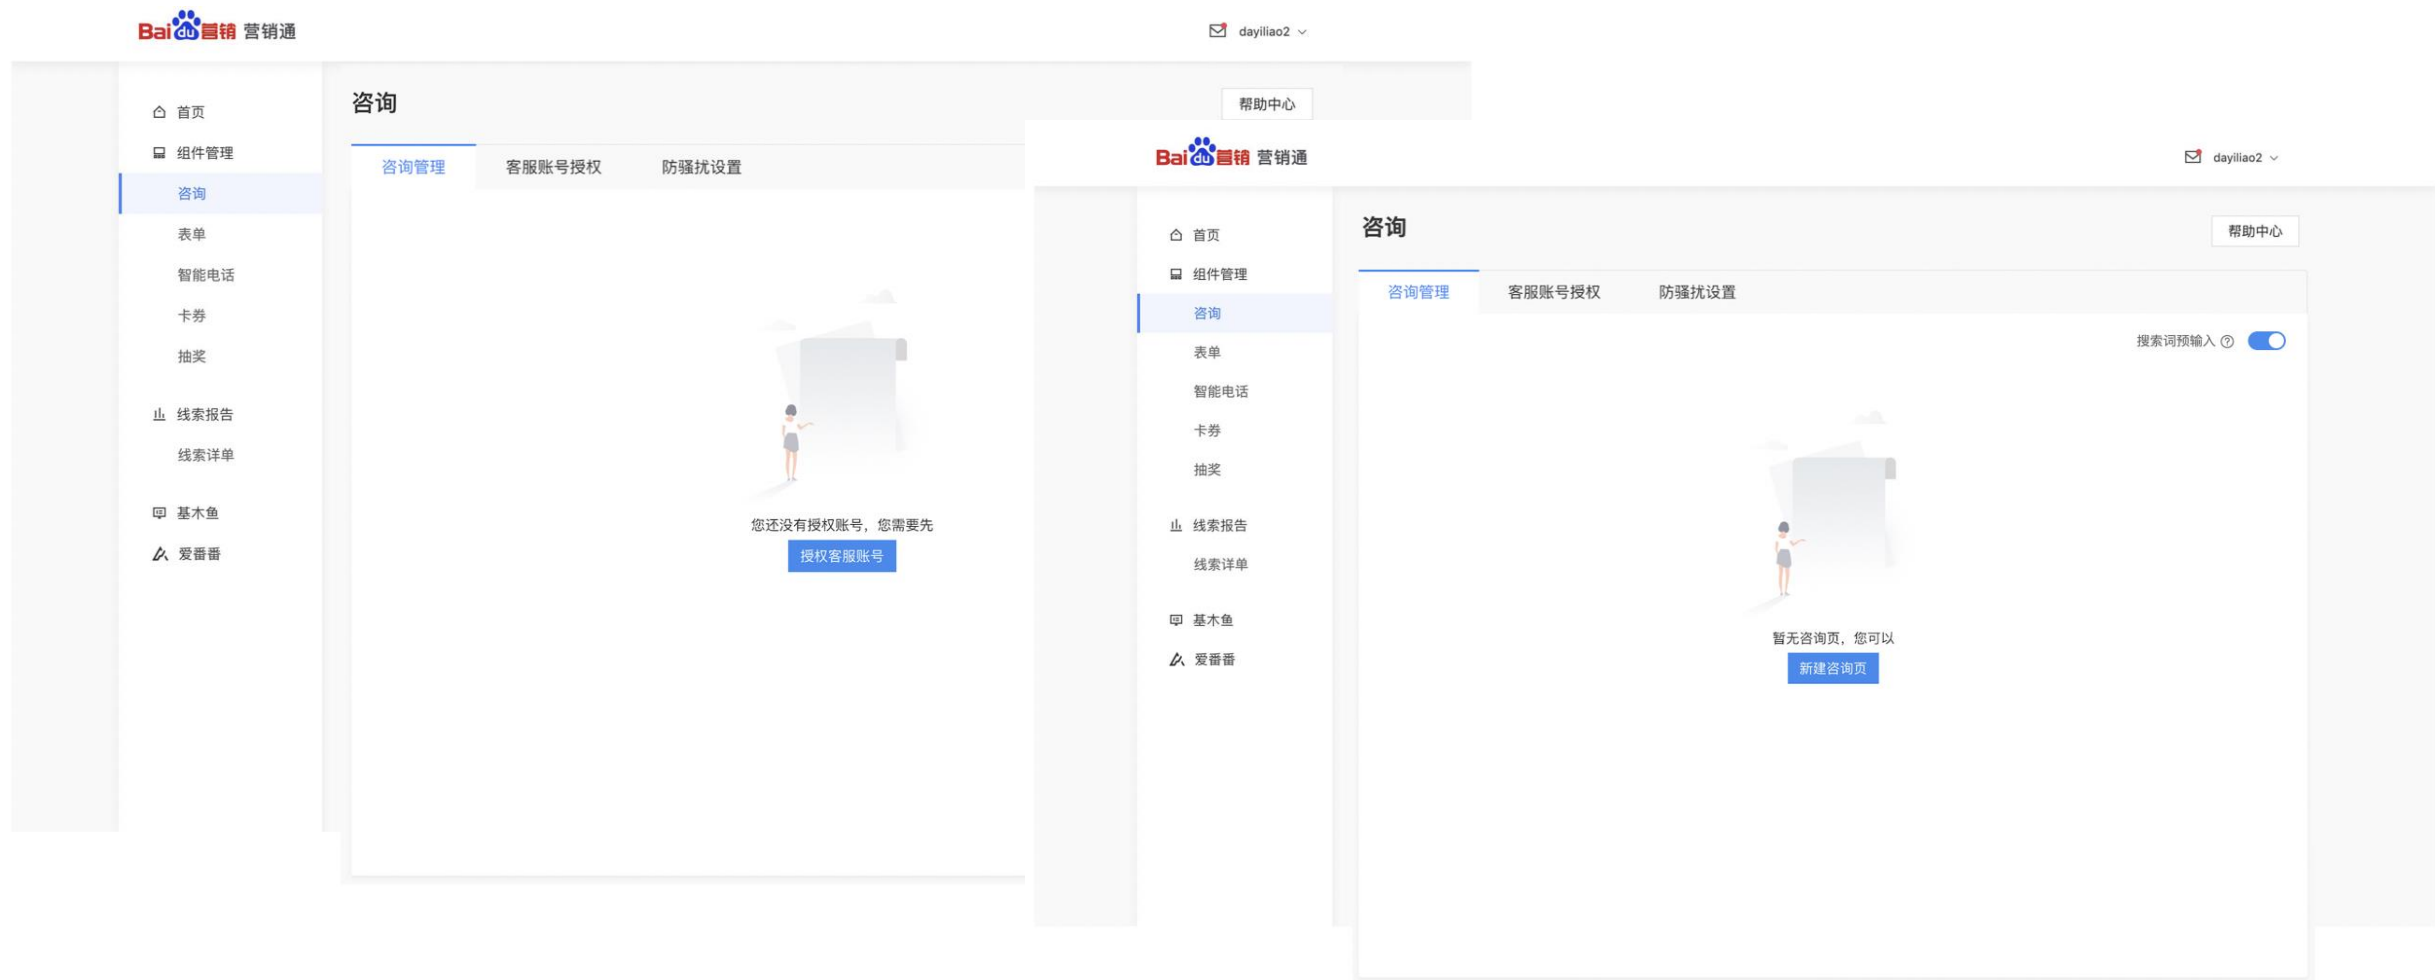 Bai du 营销 营销通
dayiliao2
首页
组件管理
咨询
表单
智能电话
卡券
抽奖
线索报告
线索详单
基木鱼
爱番番
咨询
帮助中心
咨询管理 客服账号授权 防骚扰设置
您还没有授权账号，您需要先
授权客服账号
Bai du 营销 营销通
dayiliao2
首页
组件管理
咨询
表单
智能电话
卡券
抽奖
线索报告
线索详单
基木鱼
爱番番
咨询
帮助中心
咨询管理 客服账号授权 防骚扰设置
搜索词预输入
暂无咨询页，您可以
新建咨询页